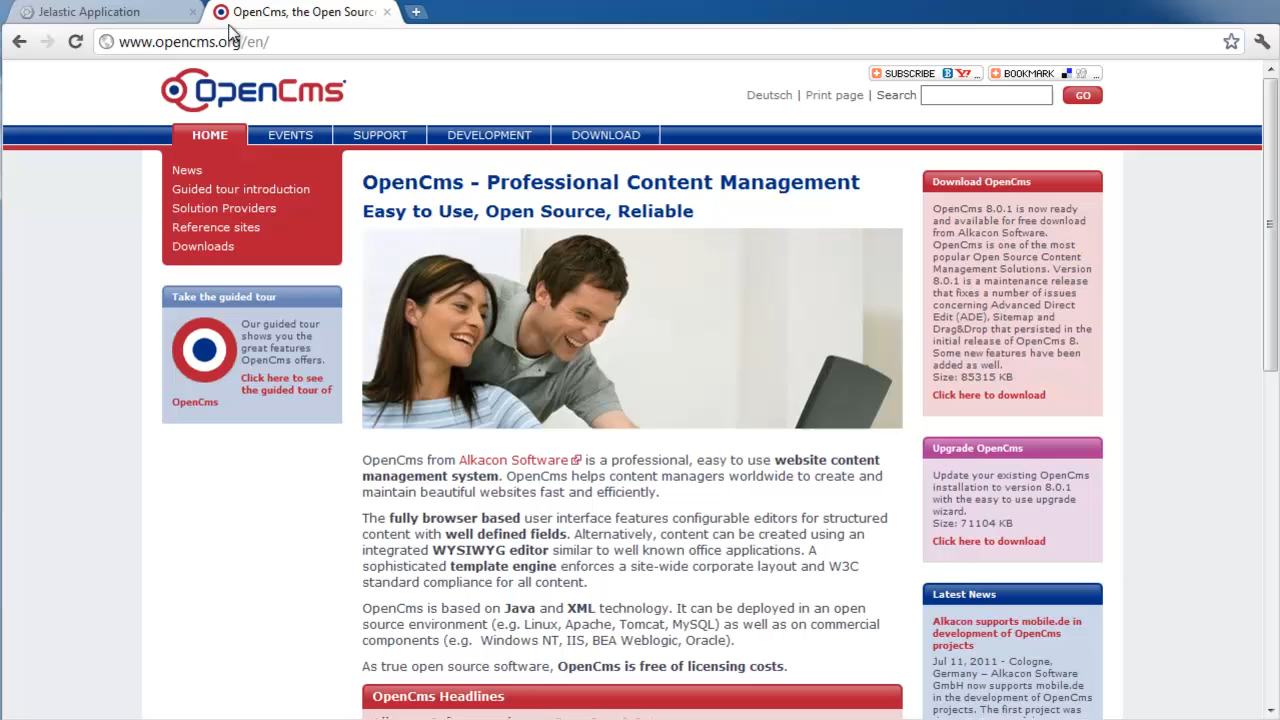 Jelastic Application
OpenCms, the Open Sourc
www.opencms.org/en/
OpenCms
SUBSCRIBE
...
BOOKMARK
...
Deutsch | Print page | Search
GO
HOME
EVENTS
SUPPORT
DEVELOPMENT
DOWNLOAD
News
Guided tour introduction
Solution Providers
Reference sites
Downloads
Take the guided tour
Our guided tour
shows you the
great features
OpenCms offers.
Click here to see
the guided tour of
OpenCms
OpenCms - Professional Content Management
Easy to Use, Open Source, Reliable
OpenCms from Alkacon Software is a professional, easy to use website content
management system. OpenCms helps content managers worldwide to create and
maintain beautiful websites fast and efficiently.
The fully browser based user interface features configurable editors for structured
content with well defined fields. Alternatively, content can be created using an
integrated WYSIWYG editor similar to well known office applications. A
sophisticated template engine enforces a site-wide corporate layout and W3C
standard compliance for all content.
OpenCms is based on Java and XML technology. It can be deployed in an open
source environment (e.g. Linux, Apache, Tomcat, MySQL) as well as on commercial
components (e.g. Windows NT, IIS, BEA Weblogic, Oracle).
As true open source software, OpenCms is free of licensing costs.
OpenCms Headlines
Download OpenCms
OpenCms 8.0.1 is now ready
and available for free download
from Alkacon Software.
OpenCms is one of the most
popular Open Source Content
Management Solutions. Version
8.0.1 is a maintenance release
that fixes a number of issues
concerning Advanced Direct
Edit (ADE), Sitemap and
Drag&Drop that persisted in the
initial release of OpenCms 8.
Some new features have been
added as well.
Size: 85315 KB
Click here to download
Upgrade OpenCms
Update your existing OpenCms
installation to version 8.0.1
with the easy to use upgrade
wizard.
Size: 71104 KB
Click here to download
Latest News
Alkacon supports mobile.de in
development of OpenCms
projects
Jul 11, 2011 - Cologne,
Germany – Alkacon Software
GmbH now supports mobile.de
in the development of OpenCms
projects. The first project was